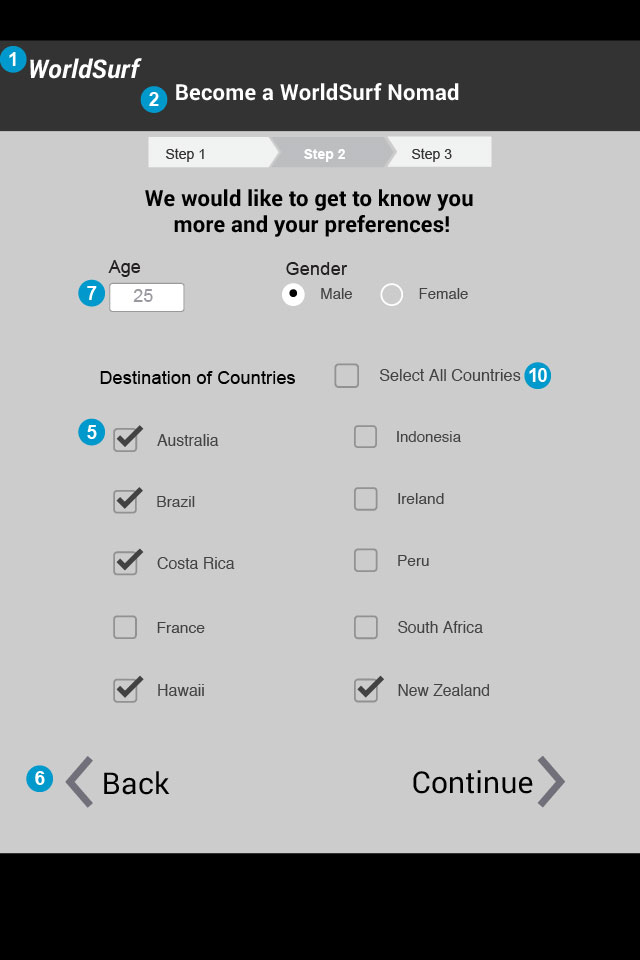 1 WorldSurf
2 Become a WorldSurf Nomad
Step 1 Step 2 Step 3
We would like to get to know you
more and your preferences!
Age Gender
7 25 Male Female
Destination of Countries Select All Countries 10
5 Australia Indonesia
Brazil Ireland
Costa Rica Peru
France South Africa
Hawaii New Zealand
6 Back Continue